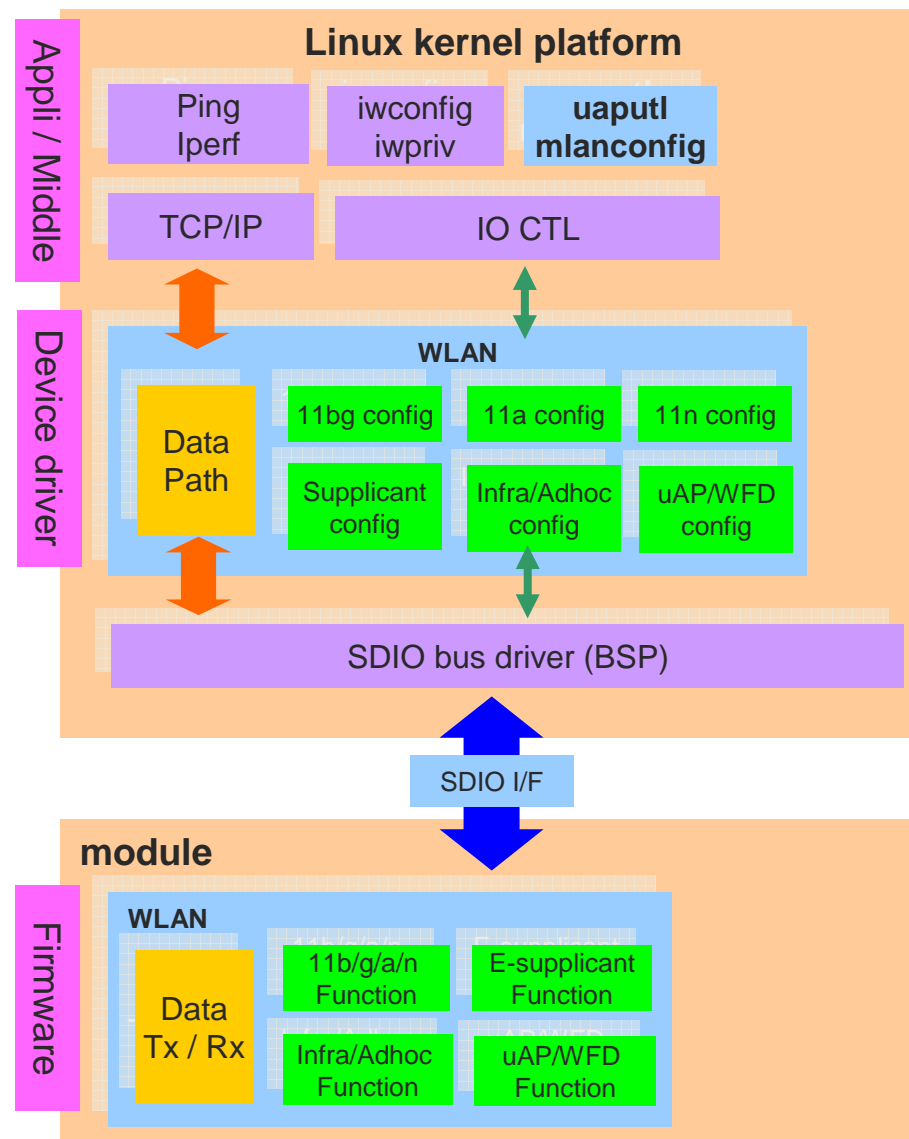 Linux kernel platform
Appli / Middle
Ping
Iperf
iwconfig
iwpriv
uaputl
mlanconfig
TCP/IP
IO CTL
Device driver
WLAN
Data
Path
11bg config
11a config
11n config
Supplicant
config
Infra/Adhoc
config
uAP/WFD
config
SDIO bus driver (BSP)
SDIO I/F
module
Firmware
WLAN
Data
Tx / Rx
11b/g/a/n
Function
E-supplicant
Function
Infra/Adhoc
Function
uAP/WFD
Function